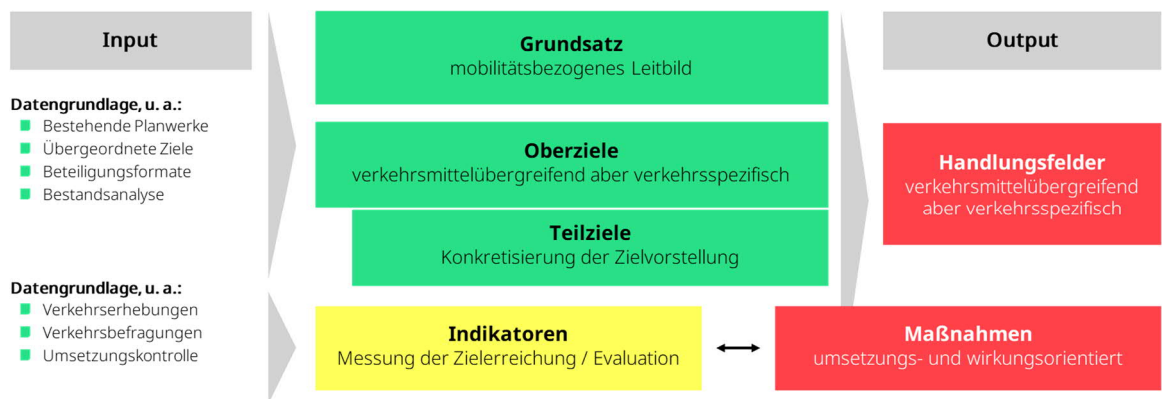 Input
Datengrundlage, u. a.:
Bestehende Planwerke
Übergeordnete Ziele
Beteiligungsformate
Bestandsanalyse
Datengrundlage, u. a.:
Verkehrserhebungen
Verkehrsbefragungen
Umsetzungskontrolle
Grundsatz
mobilitätsbezogenes Leitbild
Oberziele
verkehrsmittelübergreifend aber verkehrsspezifisch
Teilziele
Konkretisierung der Zielvorstellung
Indikatoren
Messung der Zielerreichung / Evaluation
Output
Handlungsfelder
verkehrsmittelübergreifend
aber verkehrsspezifisch
Maßnahmen
umsetzungs- und wirkungsorientiert